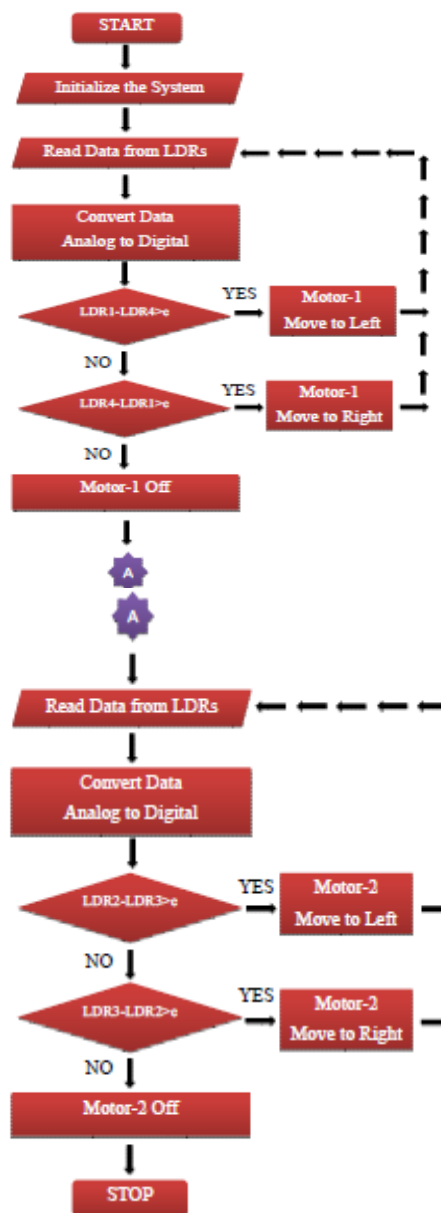 START
Initialize the System
Read Data from LDRs
Convert Data
Analog to Digital
LDR1-LDR4>e
YES
Motor-1
Move to Left
NO
LDR4-LDR1>e
YES
Motor-1
Move to Right
NO
Motor-1 Off
A
A
Read Data from LDRs
Convert Data
Analog to Digital
LDR2-LDR3>e
YES
Motor-2
Move to Left
NO
LDR3-LDR2>e
YES
Motor-2
Move to Right
NO
Motor-2 Off
STOP